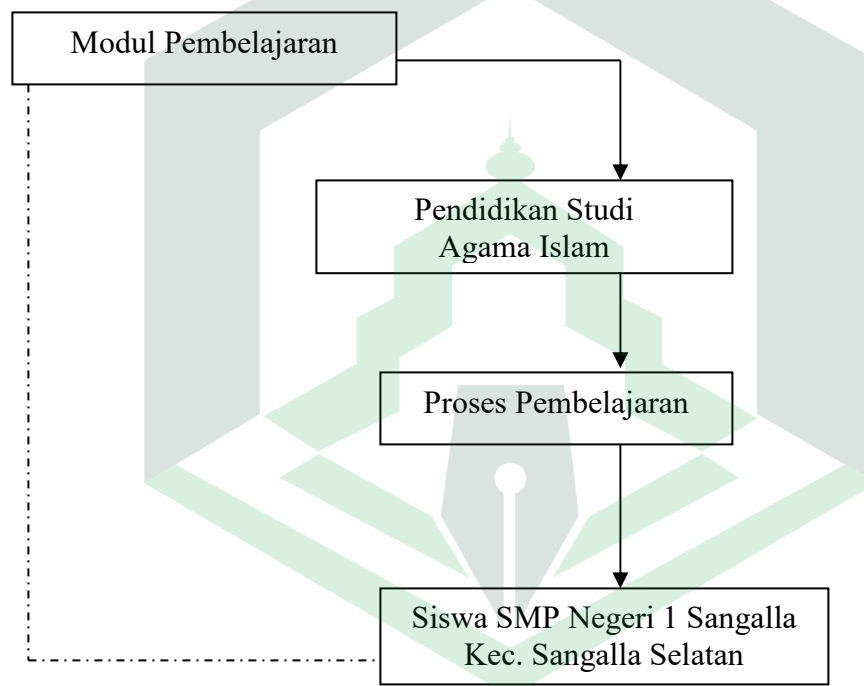 Modul Pembelajaran
Pendidikan Studi
Agama Islam
Proses Pembelajaran
Siswa SMP Negeri 1 Sangalla
Kec. Sangalla Selatan